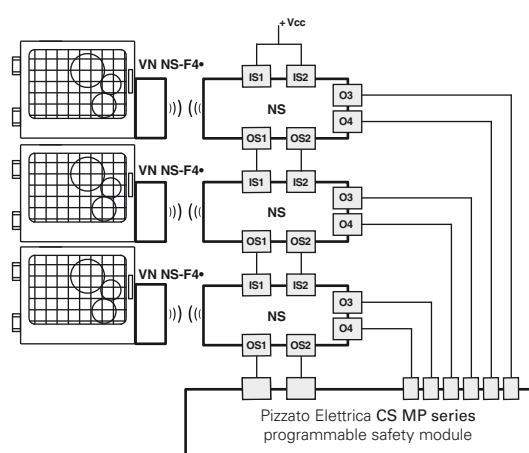 +Vcc
VN NS-F4•
IS1 IS2
O3
NS
O4
OS1 OS2
VN NS-F4•
IS1 IS2
O3
NS
O4
OS1 OS2
VN NS-F4•
IS1 IS2
O3
NS
O4
OS1 OS2
Pizzato Elettrica CS MP series
programmable safety module